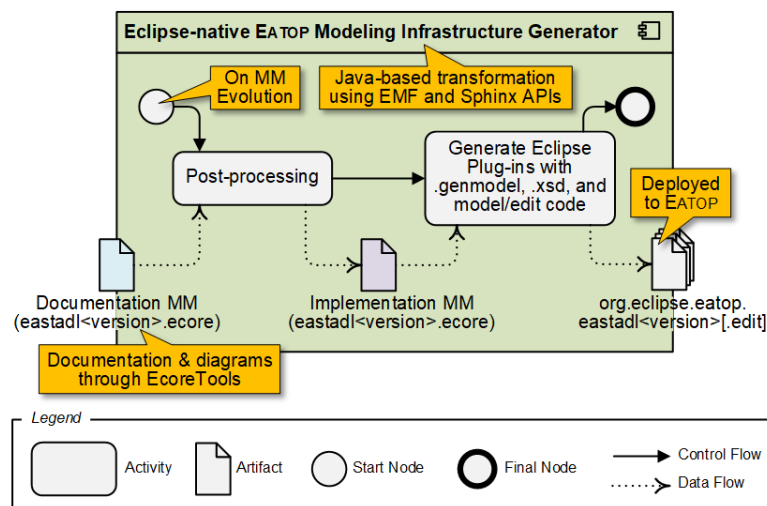 Eclipse-native EATOP Modeling Infrastructure Generator
On MM
Evolution
Java-based transformation
using EMF and Sphinx APIs
Post-processing
Generate Eclipse
Plug-ins with
.genmodel, .xsd, and
model/edit code
Deployed
to EATOP
Documentation MM
(eastadl<version>.ecore)
Implementation MM
(eastadl<version>.ecore)
org.eclipse.eatop.
eastadl<version>[.edit]
Documentation & diagrams
through EcoreTools
Legend
Activity
Artifact
Start Node
Final Node
Control Flow
Data Flow